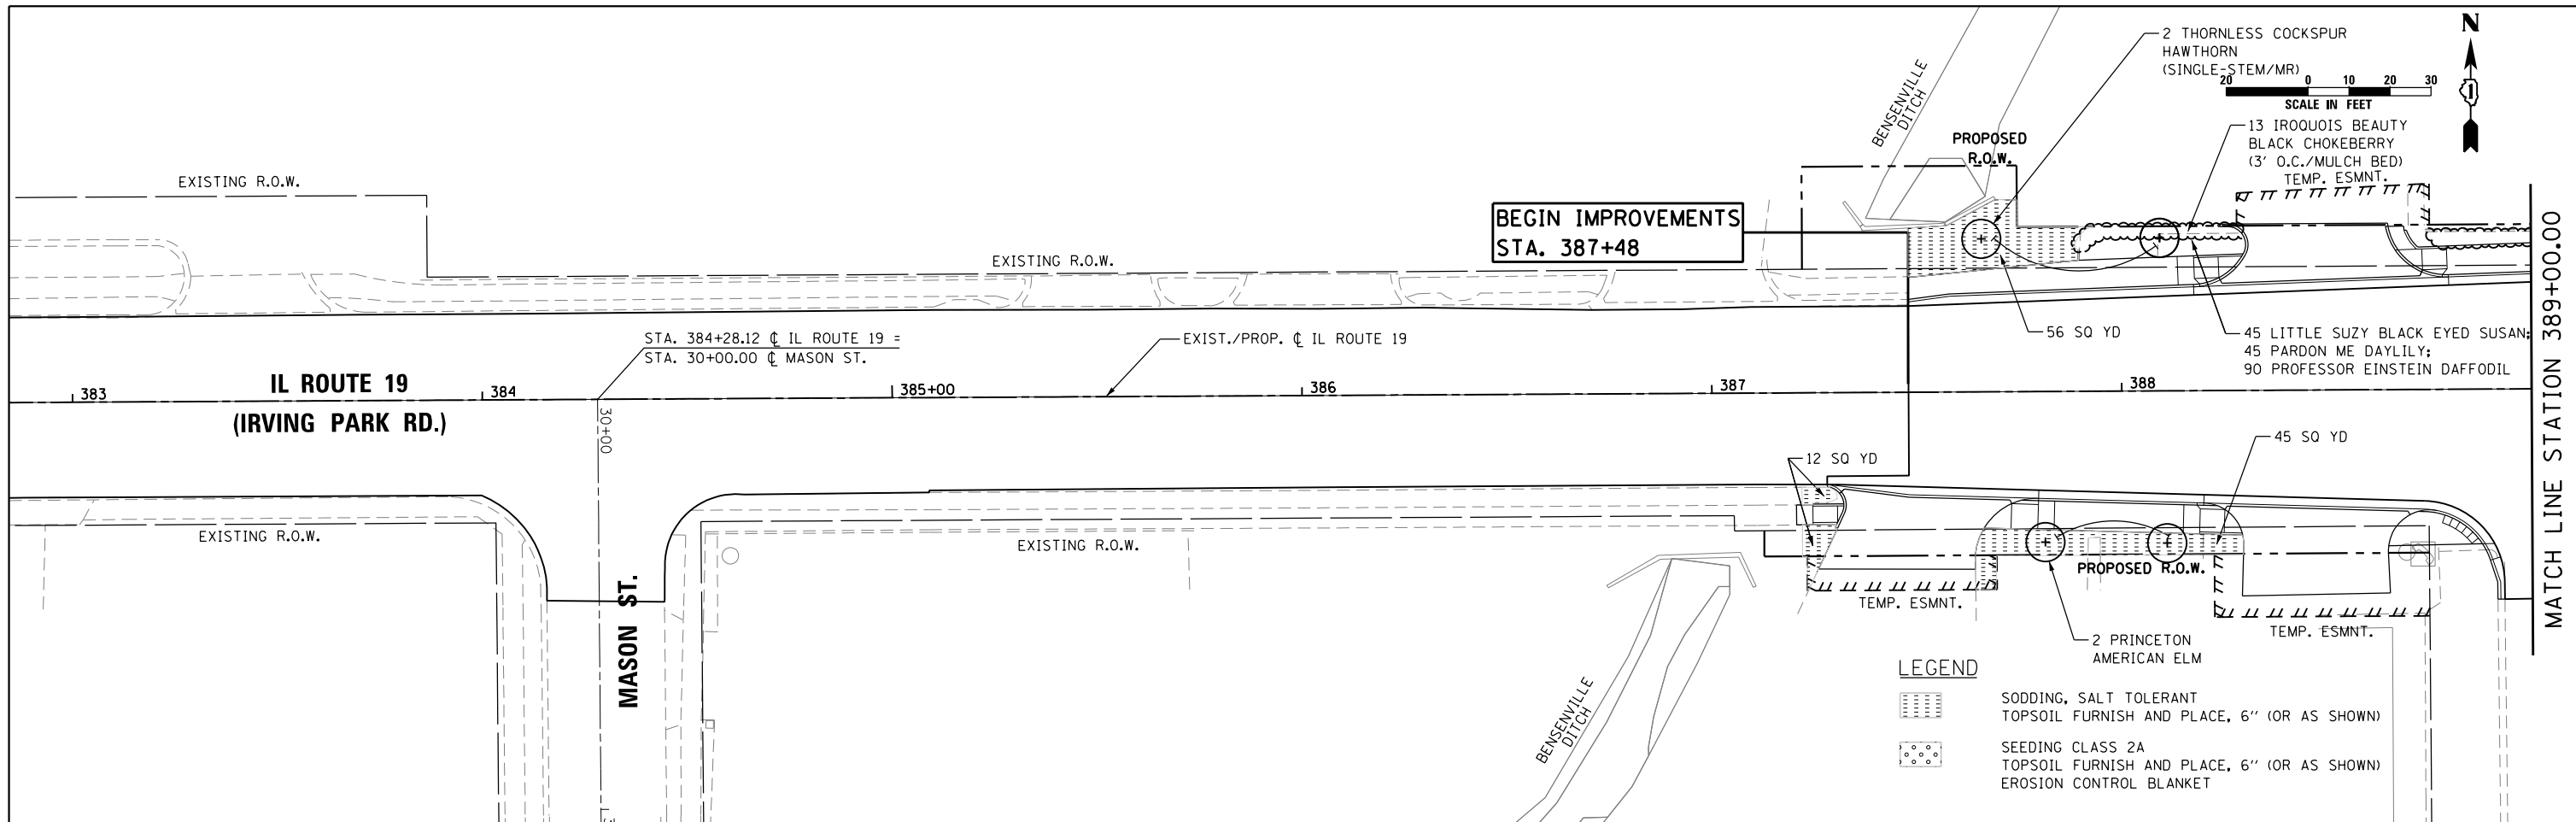 N
2 THORNLESS COCKSPUR
HAWTHORN
(SINGLE-STEM/MR)
20 0 10 20 30
SCALE IN FEET
13 IROQUOIS BEAUTY
BLACK CHOKEBERRY
(3' O.C./MULCH BED)
TEMP. ESMNT.
BENSENVILLE
DITCH
PROPOSED
R.O.W.
EXISTING R.O.W.
BEGIN IMPROVEMENTS
STA. 387+48
EXISTING R.O.W.
STA. 384+28.12 ℄ IL ROUTE 19 =
STA. 30+00.00 ℄ MASON ST.
EXIST./PROP. ℄ IL ROUTE 19
56 SQ YD
45 LITTLE SUZY BLACK EYED SUSAN;
45 PARDON ME DAYLILY;
90 PROFESSOR EINSTEIN DAFFODIL
MATCH LINE STATION 389+00.00
383
IL ROUTE 19
(IRVING PARK RD.)
384
385+00
386
387
388
30+00
12 SQ YD
45 SQ YD
EXISTING R.O.W.
EXISTING R.O.W.
MASON ST.
PROPOSED R.O.W.
TEMP. ESMNT.
TEMP. ESMNT.
2 PRINCETON
AMERICAN ELM
BENSENVILLE
DITCH
LEGEND
SODDING, SALT TOLERANT
TOPSOIL FURNISH AND PLACE, 6'' (OR AS SHOWN)
SEEDING CLASS 2A
TOPSOIL FURNISH AND PLACE, 6'' (OR AS SHOWN)
EROSION CONTROL BLANKET